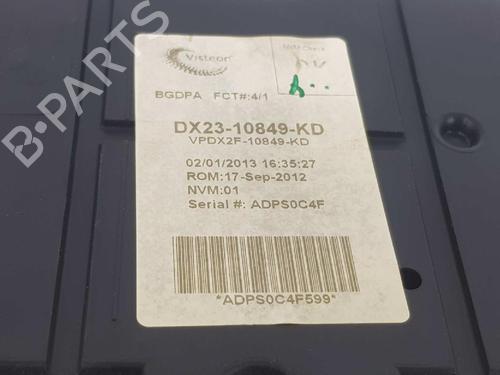 Visteon
BGDPA FCT#:4/1
DX23-10849-KD
VPDX2F-10849-KD
02/01/2013 16:35:27
ROM:17-Sep-2012
NVM:01
Serial #: ADPS0C4F
*ADPS0C4F599*
B-PARTS